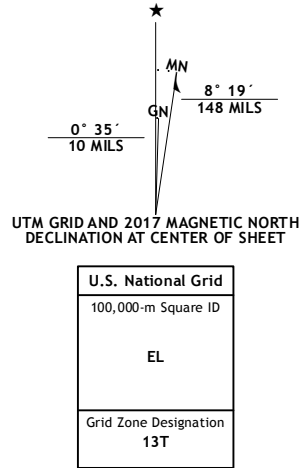 ★
MN
GN
8° 19´
148 MILS
0° 35´
10 MILS
UTM GRID AND 2017 MAGNETIC NORTH
DECLINATION AT CENTER OF SHEET
U.S. National Grid
100,000-m Square ID
EL
Grid Zone Designation
13T